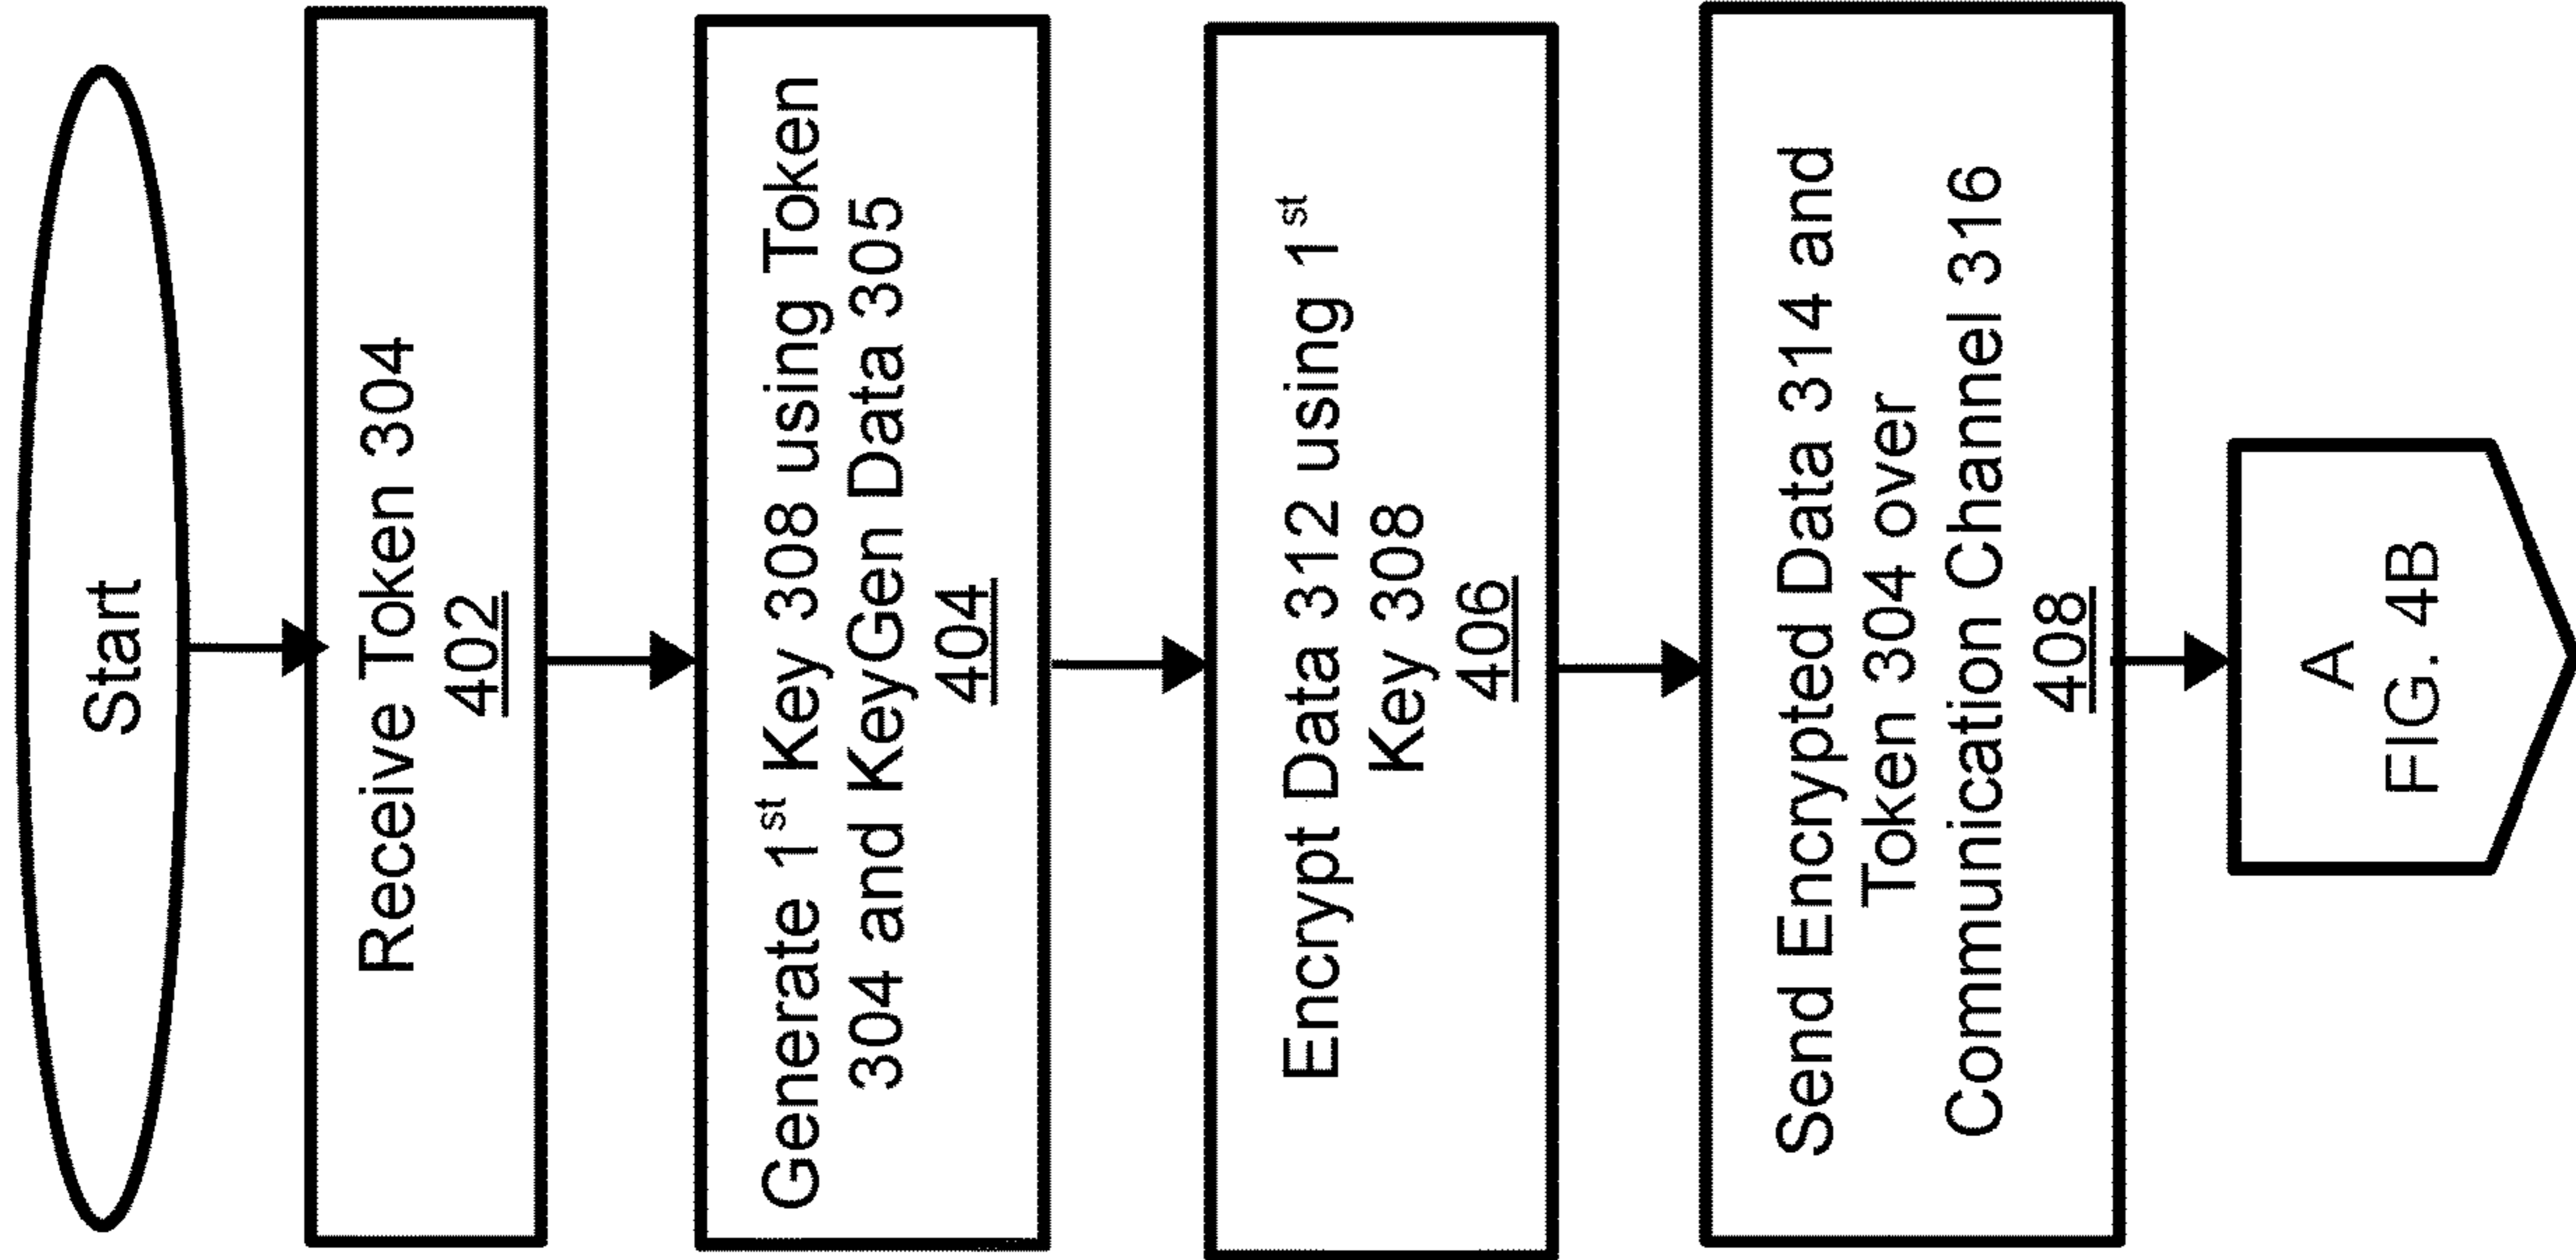 Start
Receive Token 304
402
Generate 1st Key 308 using Token
304 and KeyGen Data 305
404
Encrypt Data 312 using 1st
Key 308
406
Send Encrypted Data 314 and
Token 304 over
Communication Channel 316
408
A
FIG. 4B